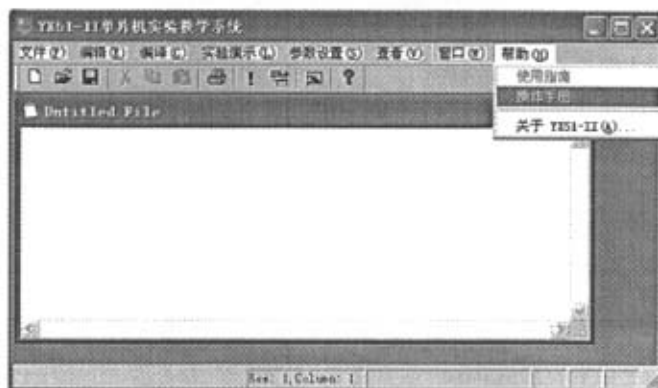 YX51-II单片机实验教学系统
文件(F) 编辑(E) 编译(C) 实验演示(L) 参数设置(S) 查看(V) 窗口(W) 帮助(H)
使用指南
操作手册
Untitled File
关于 YX51-II(A)...
Row: 1,Column: 1